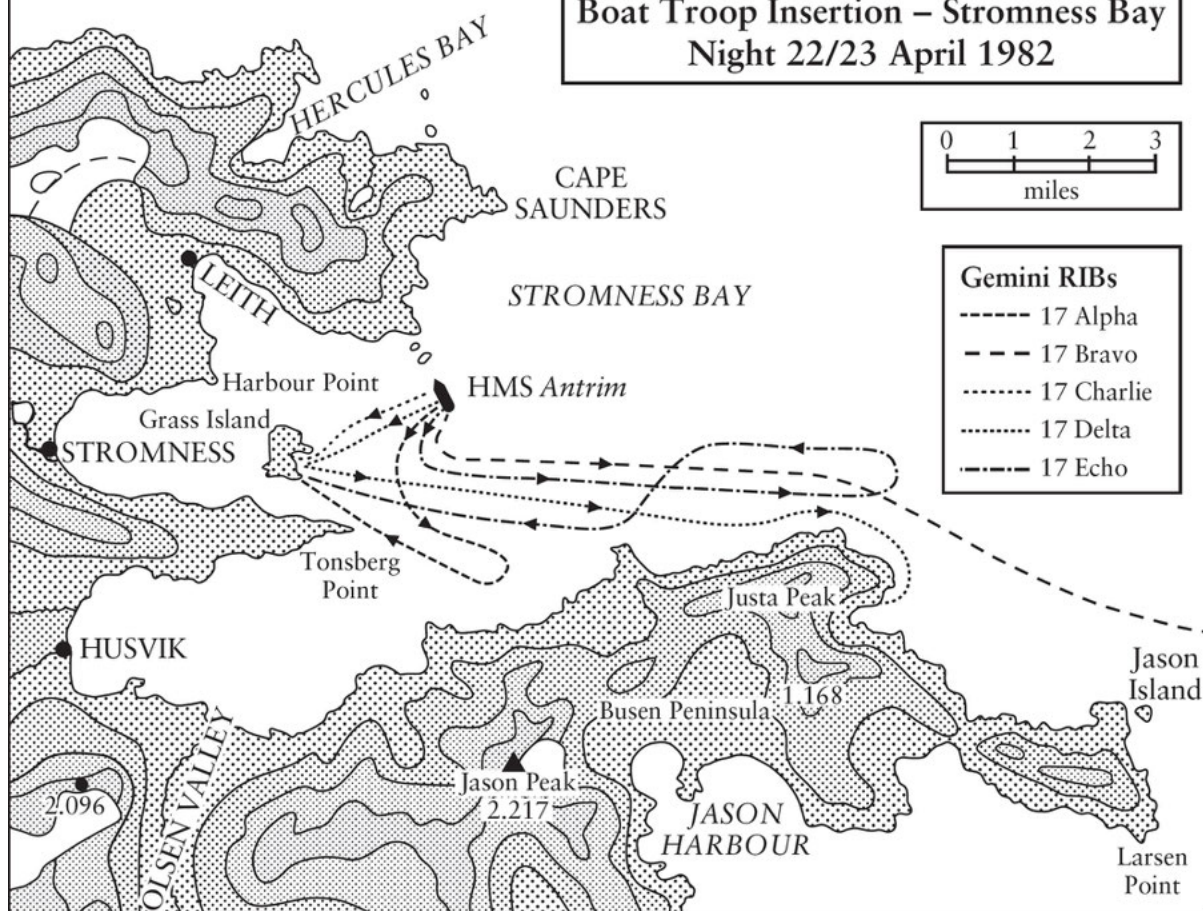 Boat Troop Insertion – Stromness Bay
Night 22/23 April 1982
HERCULES BAY
0 1 2 3
miles
CAPE
SAUNDERS
LEITH
STROMNESS BAY
Gemini RIBs
17 Alpha
17 Bravo
17 Charlie
17 Delta
17 Echo
Harbour Point
HMS Antrim
Grass Island
STROMNESS
Tonsberg
Point
Justa Peak
HUSVIK
Jason
Island
1.168
Busen Peninsula
OLSEN VALLEY
Jason Peak
2.217
2.096
JASON
HARBOUR
Larsen
Point